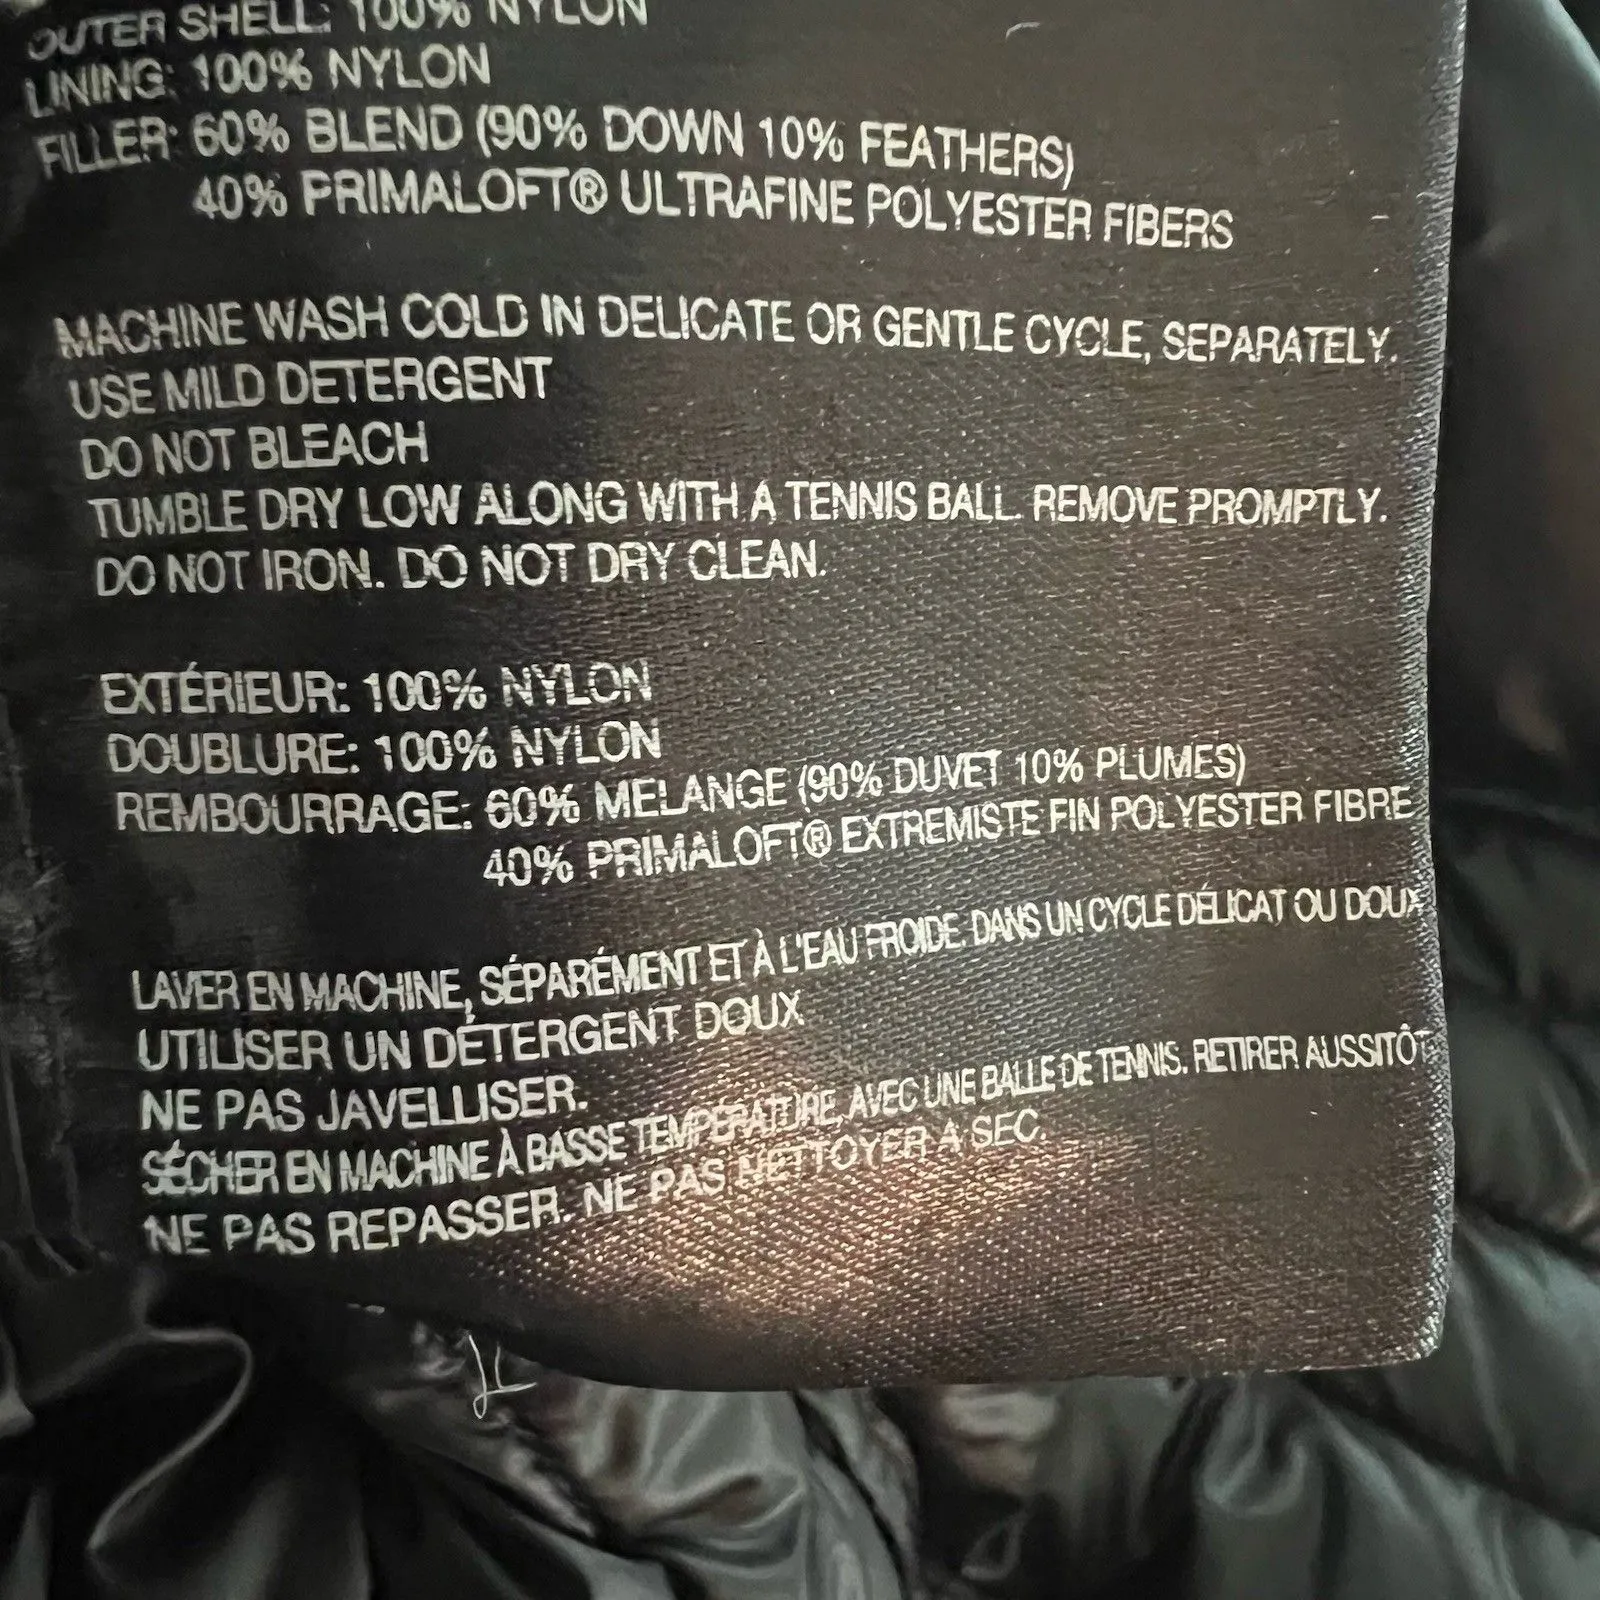 OUTER SHELL: 100% NYLON
LINING: 100% NYLON
FILLER: 60% BLEND (90% DOWN 10% FEATHERS)
40% PRIMALOFT® ULTRAFINE POLYESTER FIBERS
MACHINE WASH COLD IN DELICATE OR GENTLE CYCLE, SEPARATELY.
USE MILD DETERGENT
DO NOT BLEACH
TUMBLE DRY LOW ALONG WITH A TENNIS BALL. REMOVE PROMPTLY.
DO NOT IRON. DO NOT DRY CLEAN.
EXTÉRIEUR: 100% NYLON
DOUBLURE: 100% NYLON
REMBOURRAGE: 60% MELANGE (90% DUVET 10% PLUMES)
40% PRIMALOFT® EXTREMISTE FIN POLYESTER FIBRE
LAVER EN MACHINE, SÉPARÉMENT ET À L'EAU FROIDE. DANS UN CYCLE DÉLICAT OU DOUX
UTILISER UN DÉTERGENT DOUX
NE PAS JAVELLISER.
SÉCHER EN MACHINE À BASSE TEMPÉRATURE, AVEC UNE BALLE DE TENNIS. RETIRER AUSSITÔT
NE PAS REPASSER. NE PAS NETTOYER A SEC.